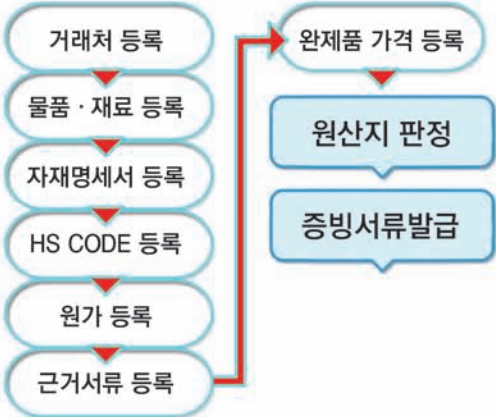 거래처 등록
물품 · 재료 등록
자재명세서 등록
HS CODE 등록
원가 등록
근거서류 등록
완제품 가격 등록
원산지 판정
증빙서류발급